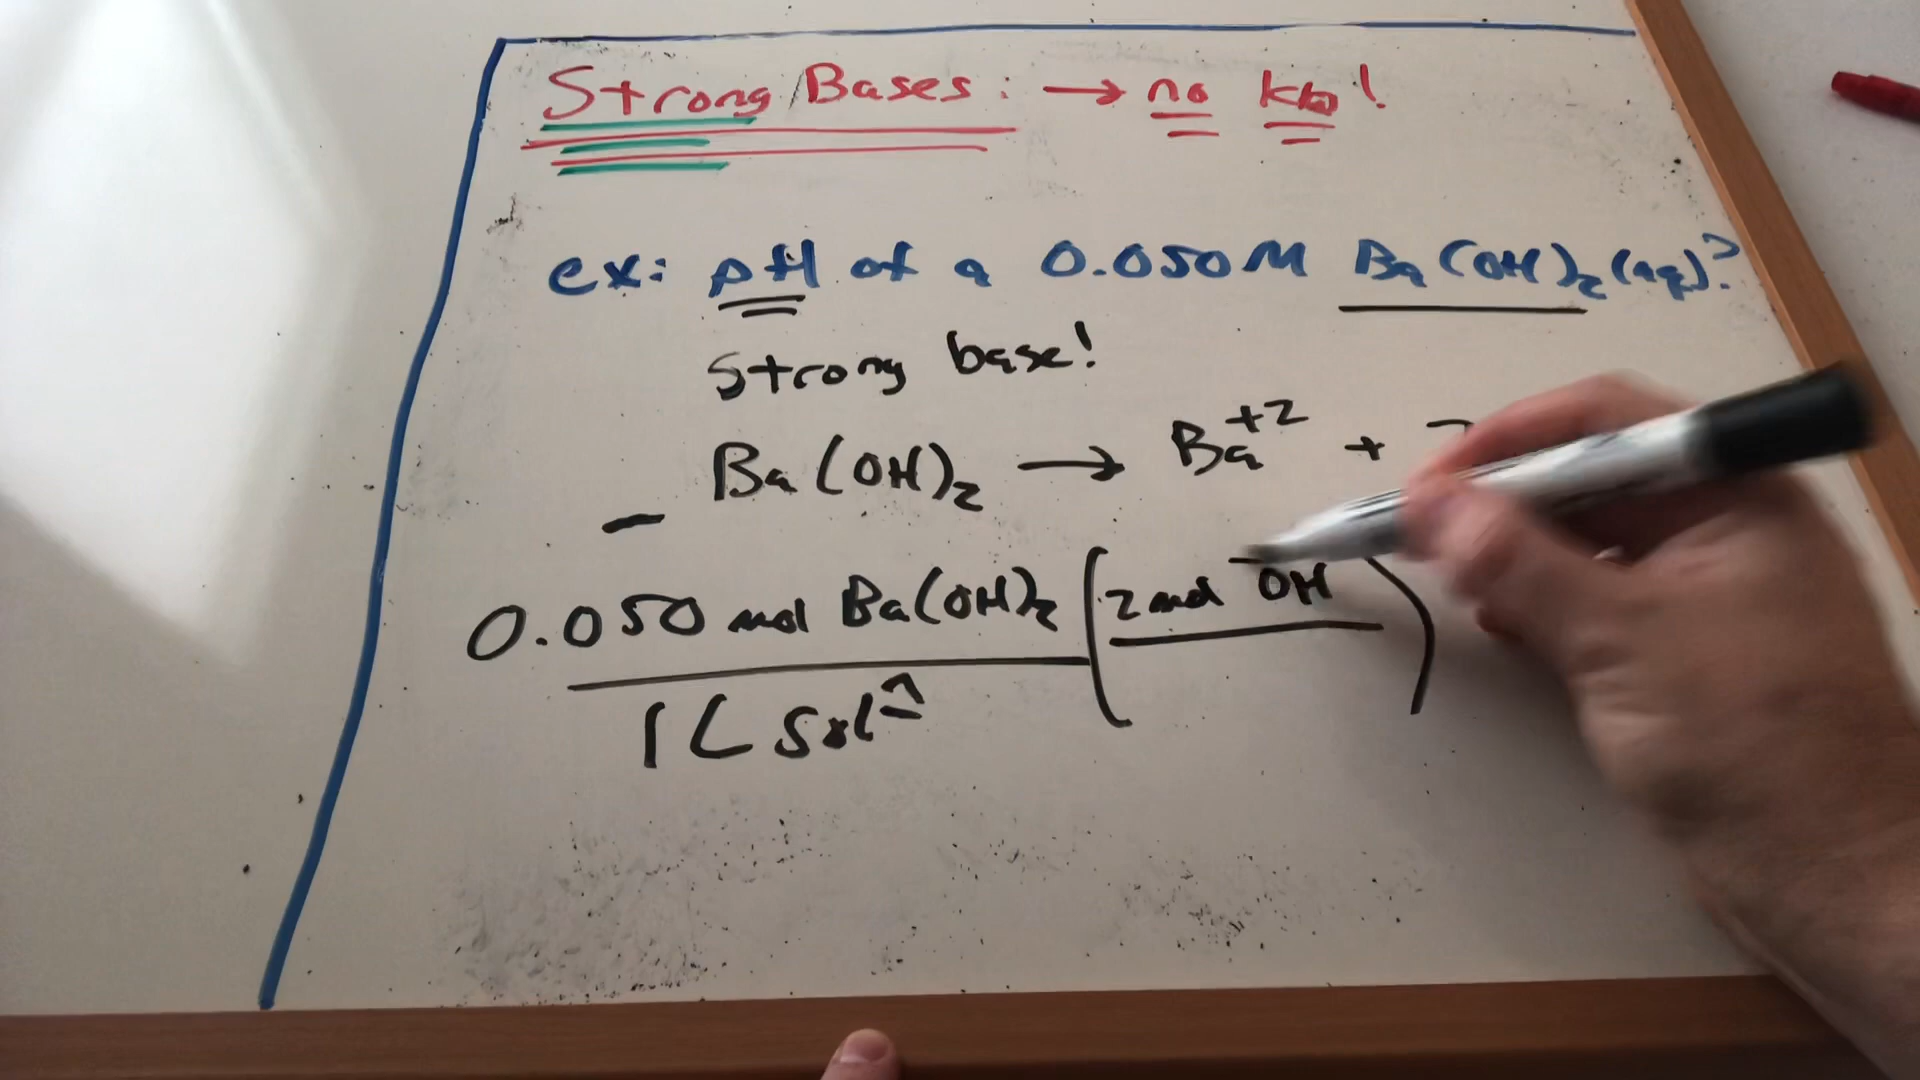 Strong Bases: → no kb!
ex: pH of a 0.050 M Ba(OH)₂(aq)?
Strong base!
Ba(OH)₂ → Ba⁺² + 2
0.050 mol Ba(OH)₂ (2 mol ⁻OH)
1 L solⁿ